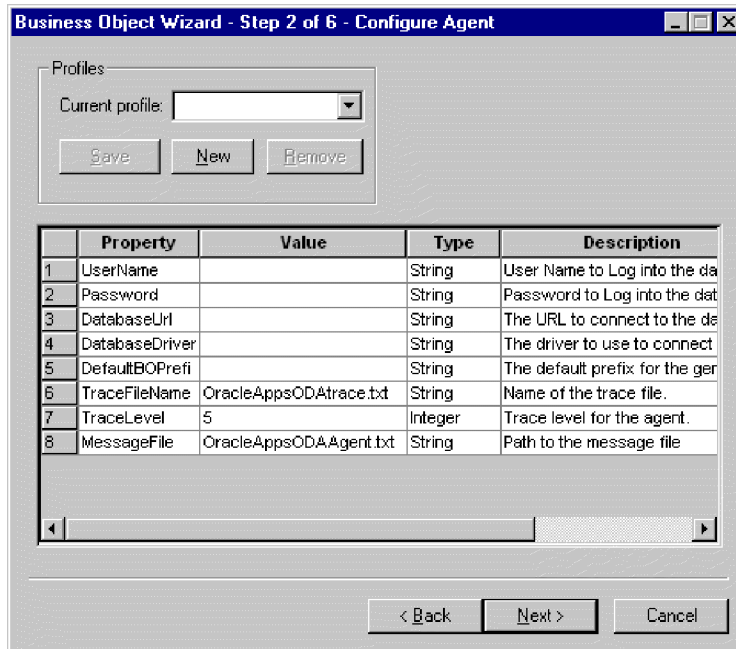 Business Object Wizard - Step 2 of 6 - Configure Agent
Profiles
Current profile:
Save New Remove
Property Value Type Description
1 UserName String User Name to Log into the da
2 Password String Password to Log into the dat
3 DatabaseUrl String The URL to connect to the da
4 DatabaseDriver String The driver to use to connect
5 DefaultBOPrefi String The default prefix for the ger
6 TraceFileName OracleAppsODAtrace.txt String Name of the trace file.
7 TraceLevel 5 Integer Trace level for the agent.
8 MessageFile OracleAppsODAAgent.txt String Path to the message file
< Back Next > Cancel